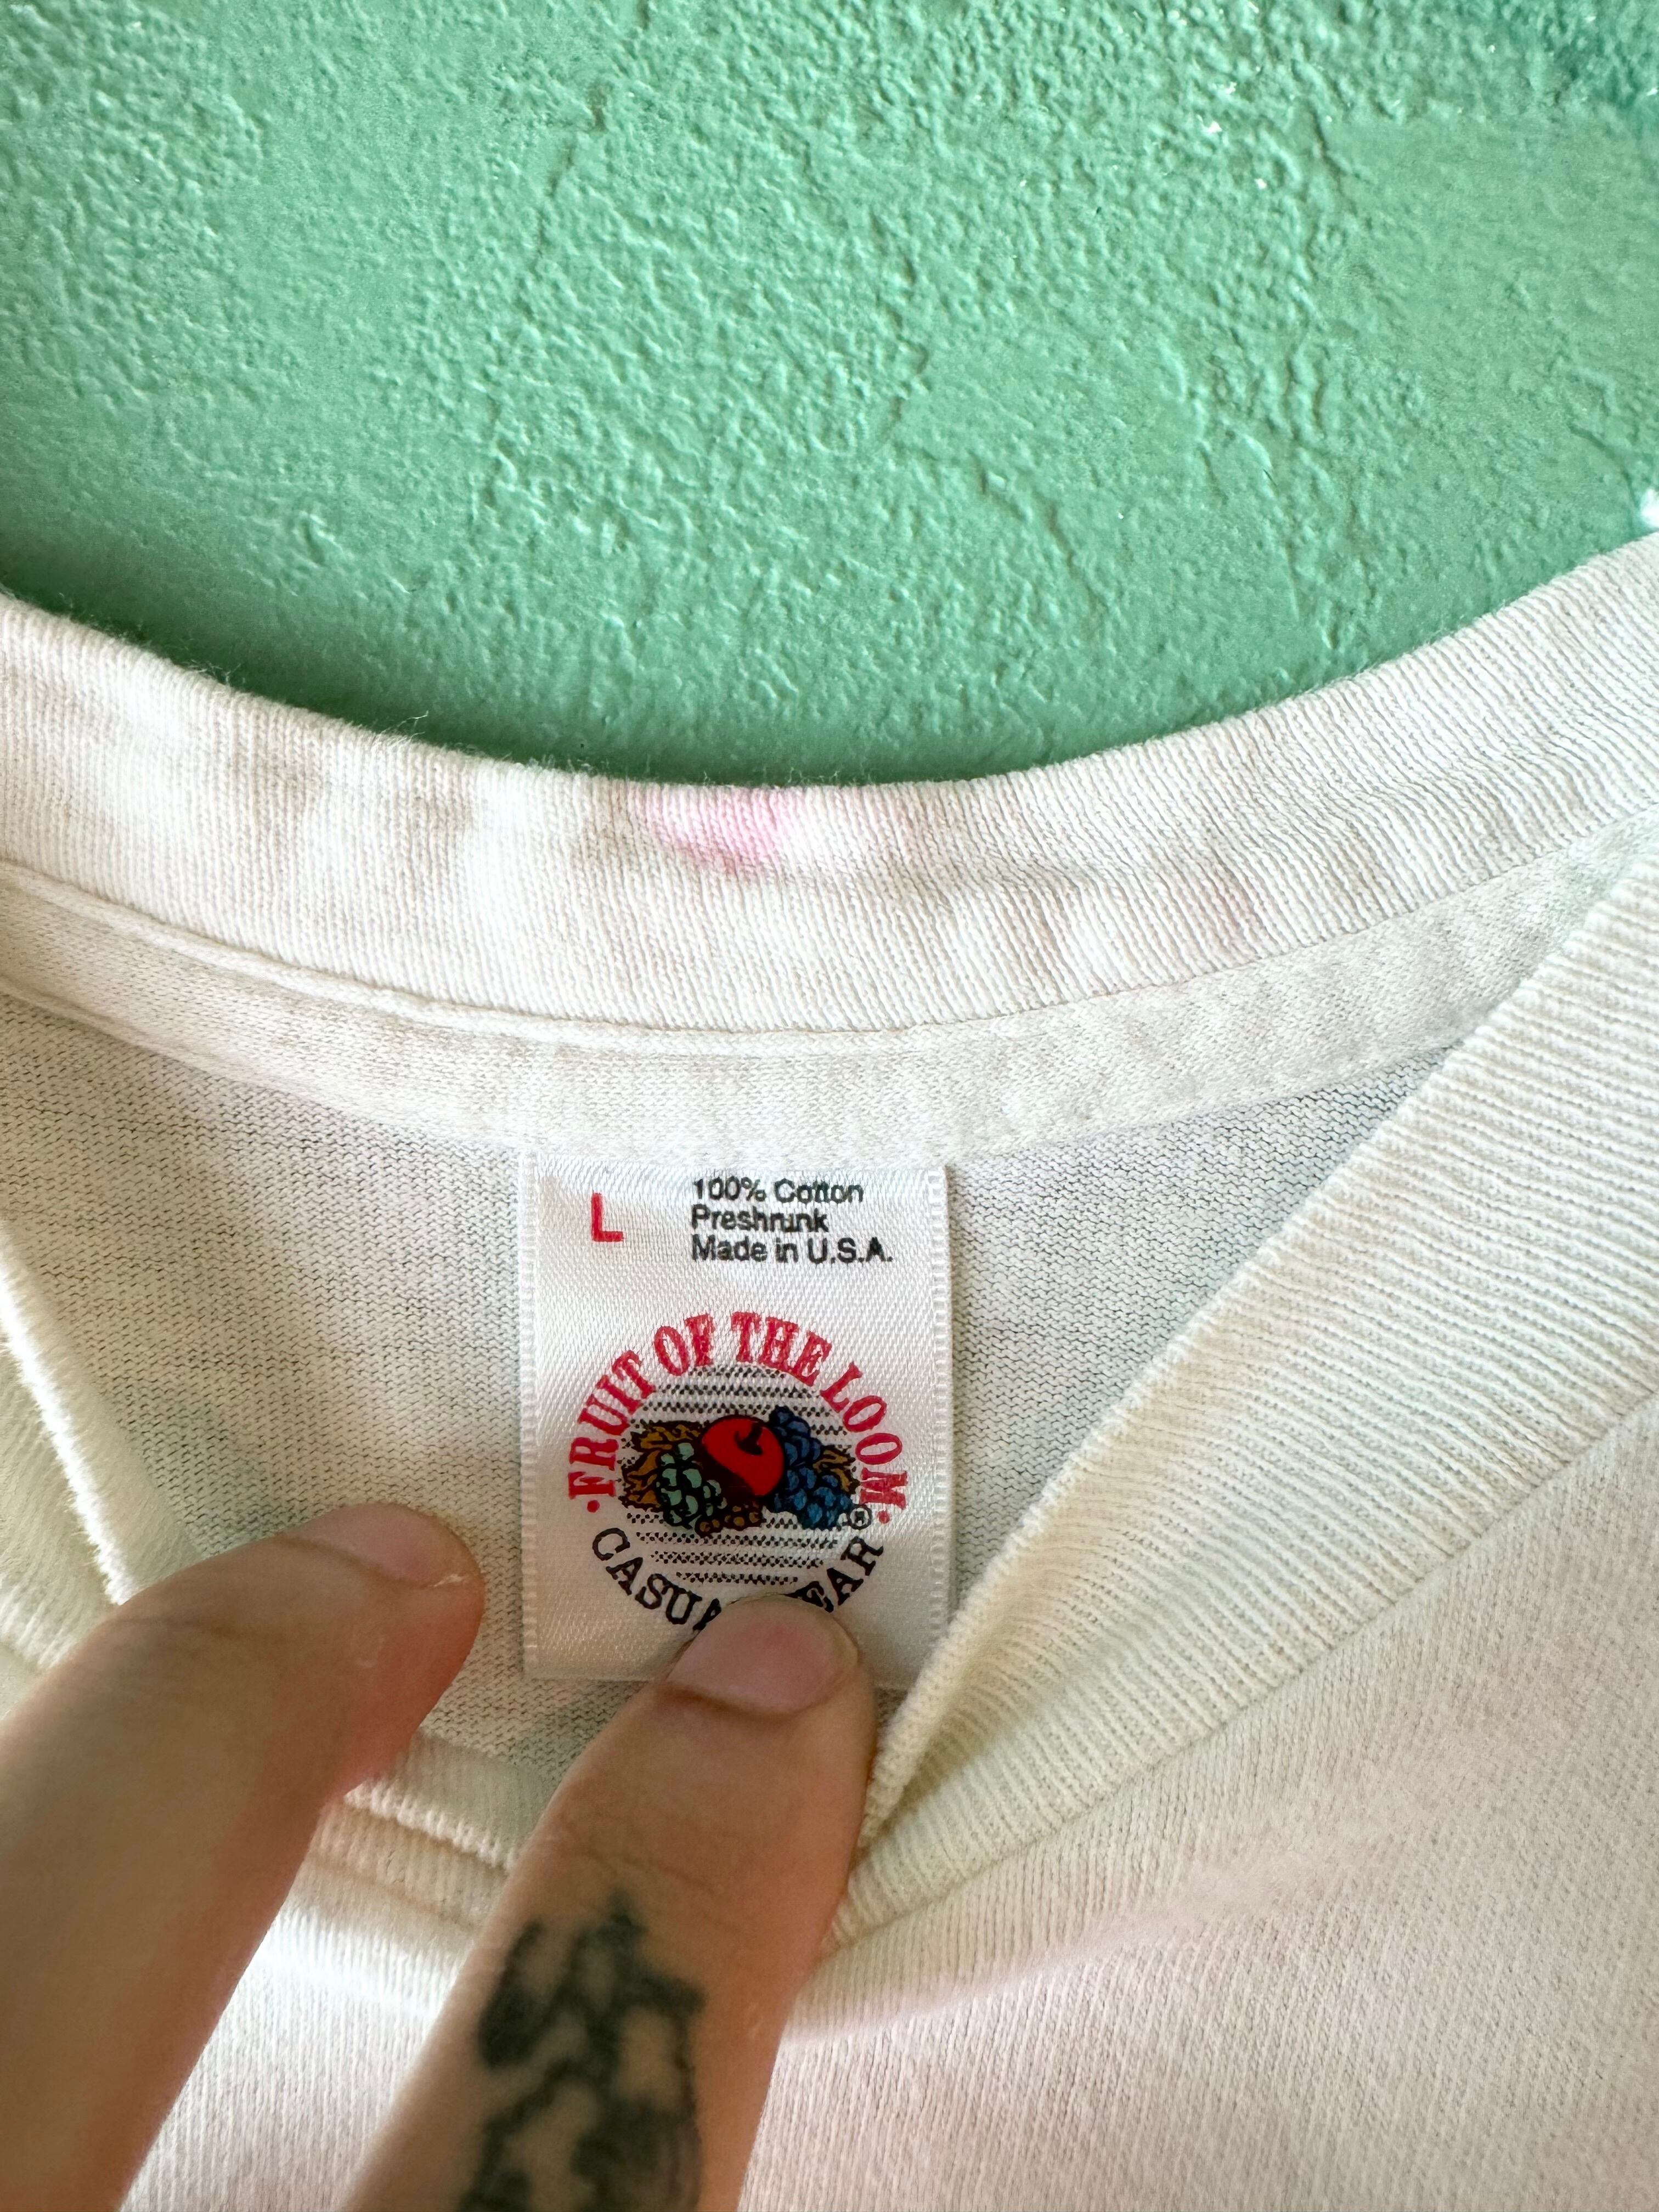 L
100% Cotton
Preshrunk
Made in U.S.A.
·FRUIT OF THE LOOM·
®